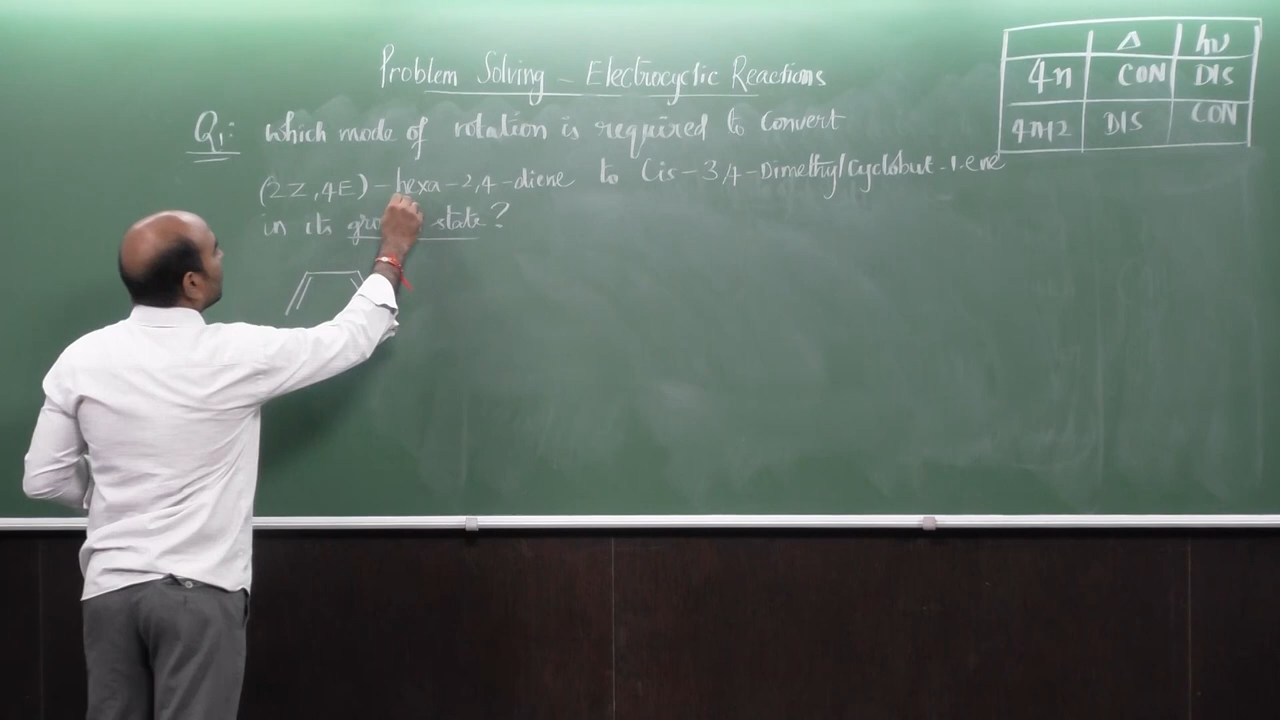 Problem Solving - Electrocyclic Reactions
Q1: which mode of rotation is required to convert
(2Z,4E)-hexa-2,4-diene to Cis-3,4-Dimethylcyclobut-1-ene
in its state?
Δ hν
4n CON DIS
4n+2 DIS CON